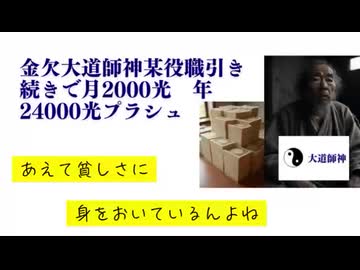 金欠大道師神某役職引き
続きで月2000光　年
24000光プラシュ
大道師神
あえて貧しさに
身をおいているんよね